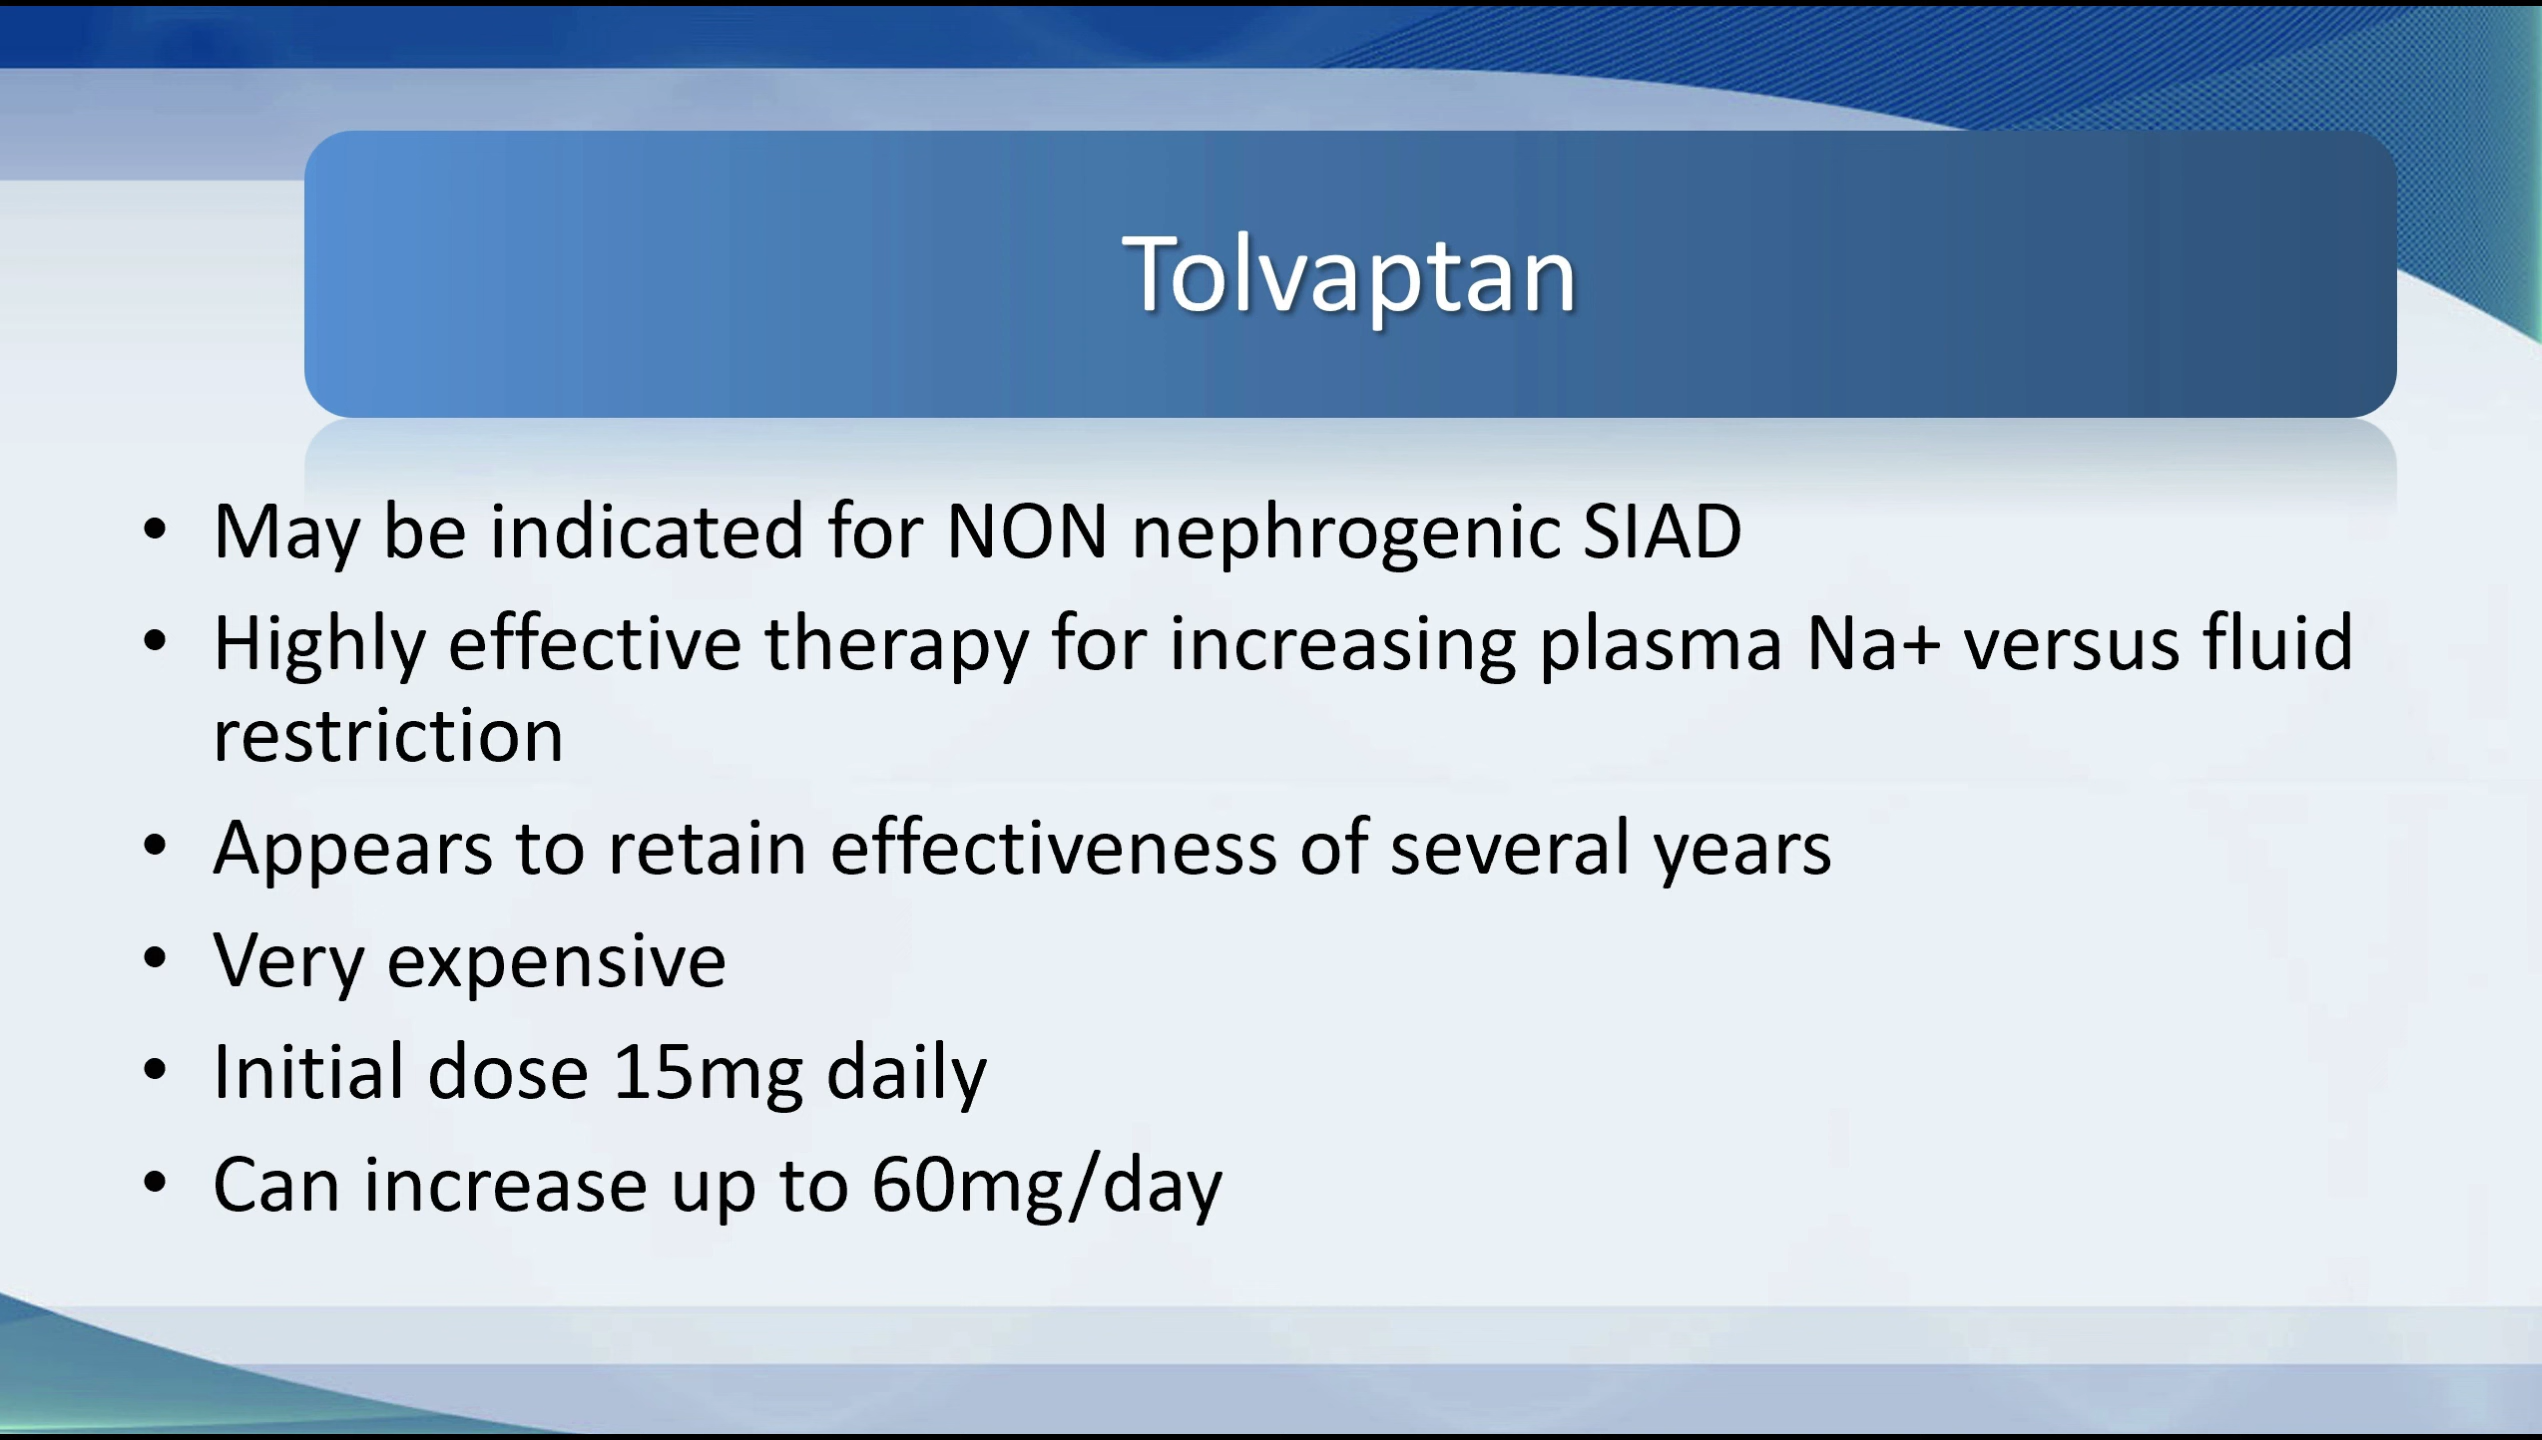 Tolvaptan
• May be indicated for NON nephrogenic SIAD
• Highly effective therapy for increasing plasma Na+ versus fluid
restriction
• Appears to retain effectiveness of several years
• Very expensive
• Initial dose 15mg daily
• Can increase up to 60mg/day